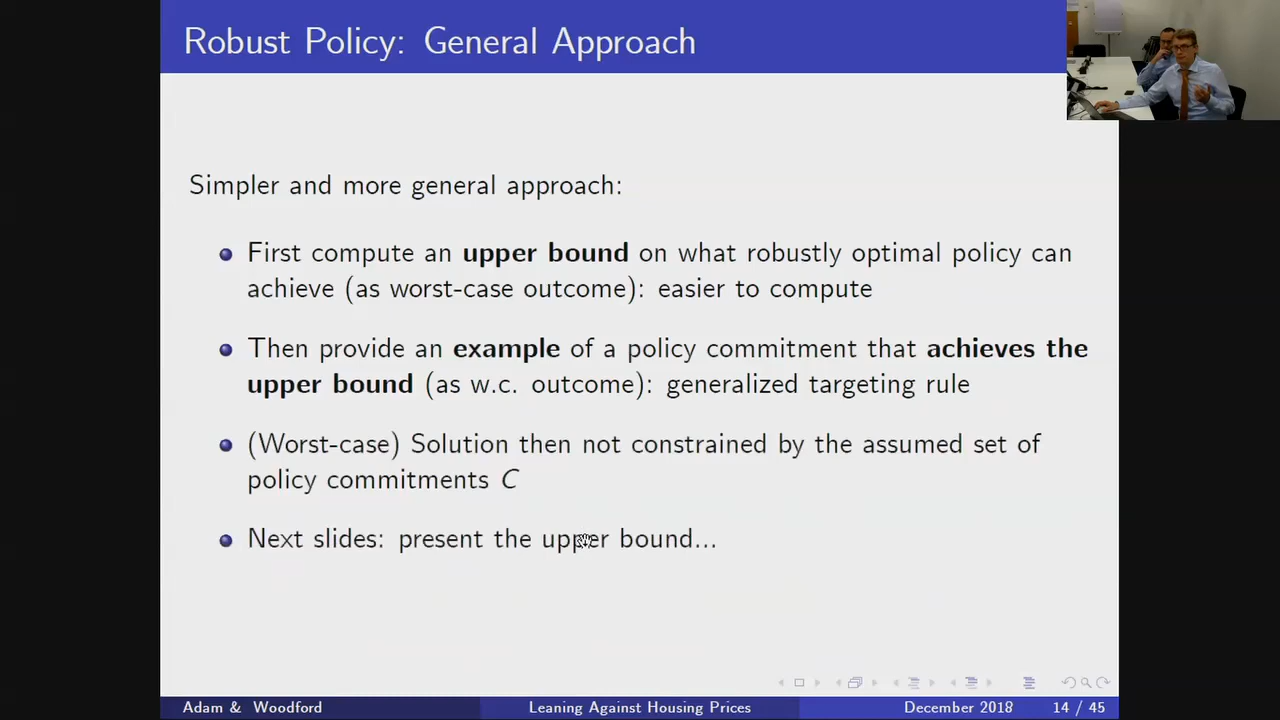 Robust Policy: General Approach
Simpler and more general approach:
First compute an upper bound on what robustly optimal policy can
achieve (as worst-case outcome): easier to compute
Then provide an example of a policy commitment that achieves the
upper bound (as w.c. outcome): generalized targeting rule
(Worst-case) Solution then not constrained by the assumed set of
policy commitments C
Next slides: present the upper bound...
Adam & Woodford
Leaning Against Housing Prices
December 2018
14 / 45